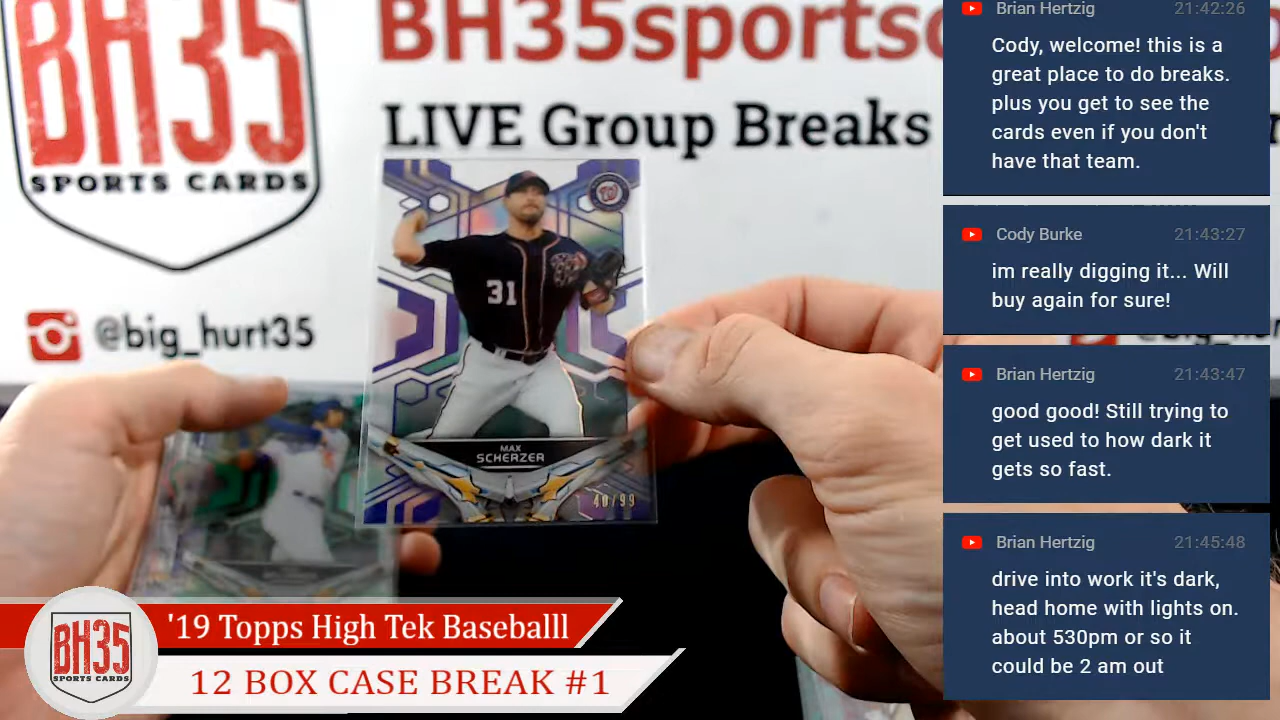 BH35
SPORTS CARDS
BH35sportsc
LIVE Group Breaks
@big_hurt35
31
MAX
SCHERZER
40/99
'19 Topps High Tek Baseballl
12 BOX CASE BREAK #1
BH35
SPORTS CARDS
Brian Hertzig 21:42:26
Cody, welcome! this is a
great place to do breaks.
plus you get to see the
cards even if you don't
have that team.
Cody Burke 21:43:27
im really digging it... Will
buy again for sure!
Brian Hertzig 21:43:47
good good! Still trying to
get used to how dark it
gets so fast.
Brian Hertzig 21:45:48
drive into work it's dark,
head home with lights on.
about 530pm or so it
could be 2 am out